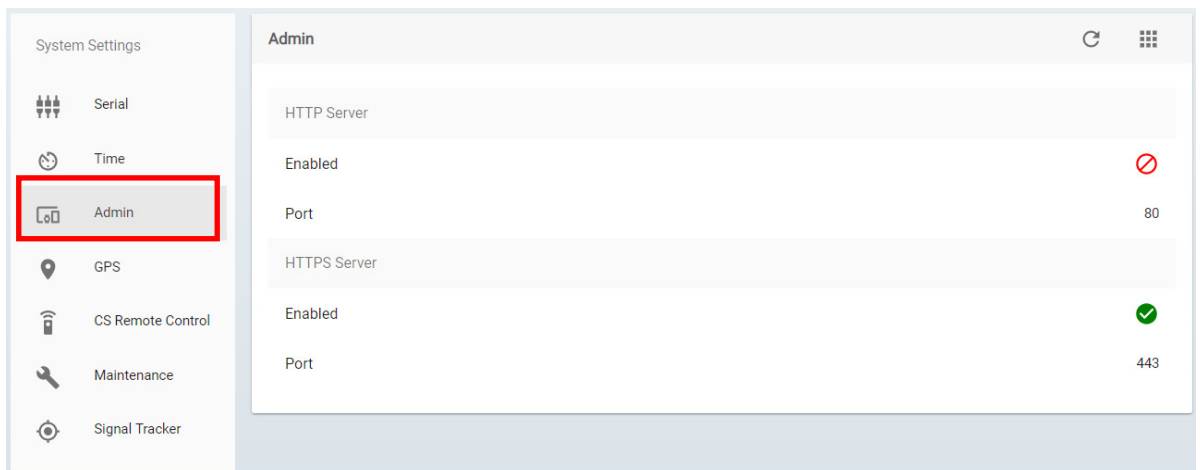 System Settings
Serial
Time
Admin
GPS
CS Remote Control
Maintenance
Signal Tracker
Admin
HTTP Server
Enabled
Port 80
HTTPS Server
Enabled
Port 443